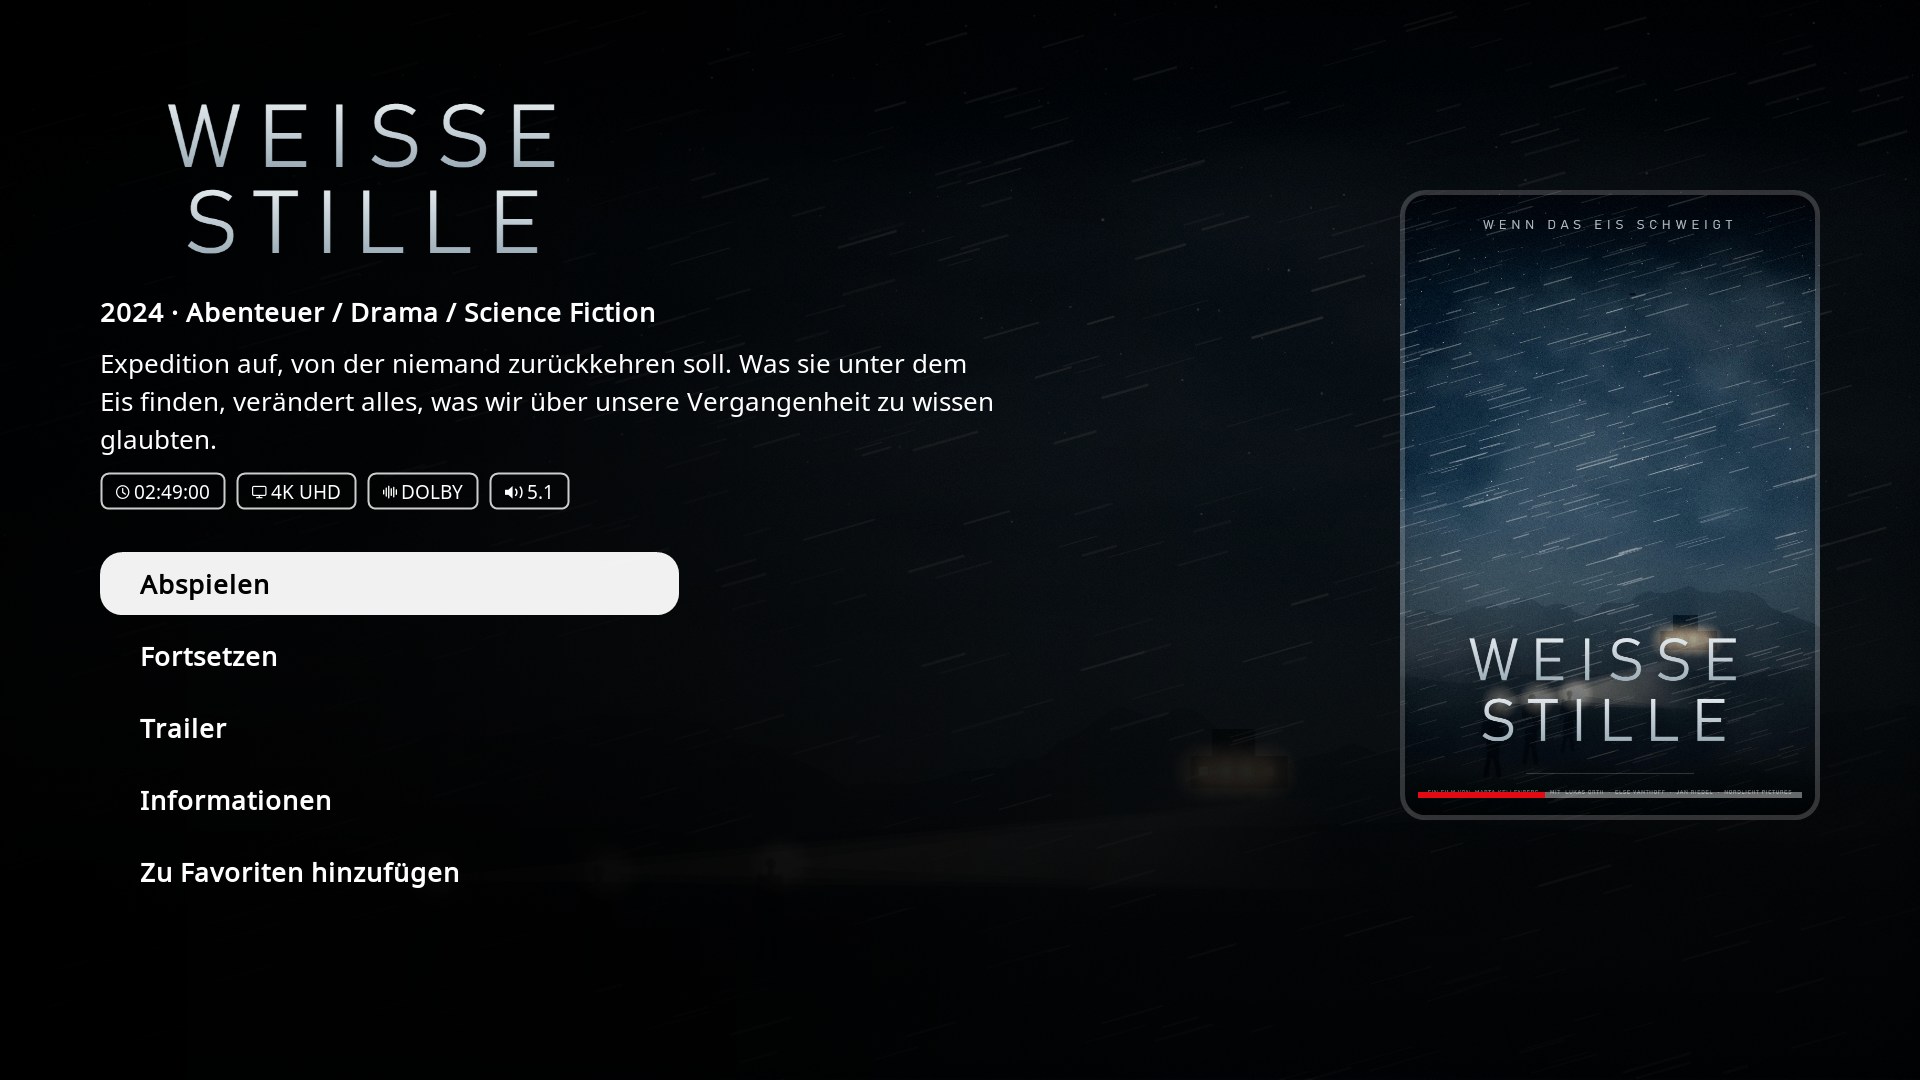 WEISSE
STILLE
2024 · Abenteuer / Drama / Science Fiction
Expedition auf, von der niemand zurückkehren soll. Was sie unter dem
Eis finden, verändert alles, was wir über unsere Vergangenheit zu wissen
glaubten.
02:49:00
4K UHD
DOLBY
5.1
Abspielen
Fortsetzen
Trailer
Informationen
Zu Favoriten hinzufügen
WENN DAS EIS SCHWEIGT
WEISSE
STILLE